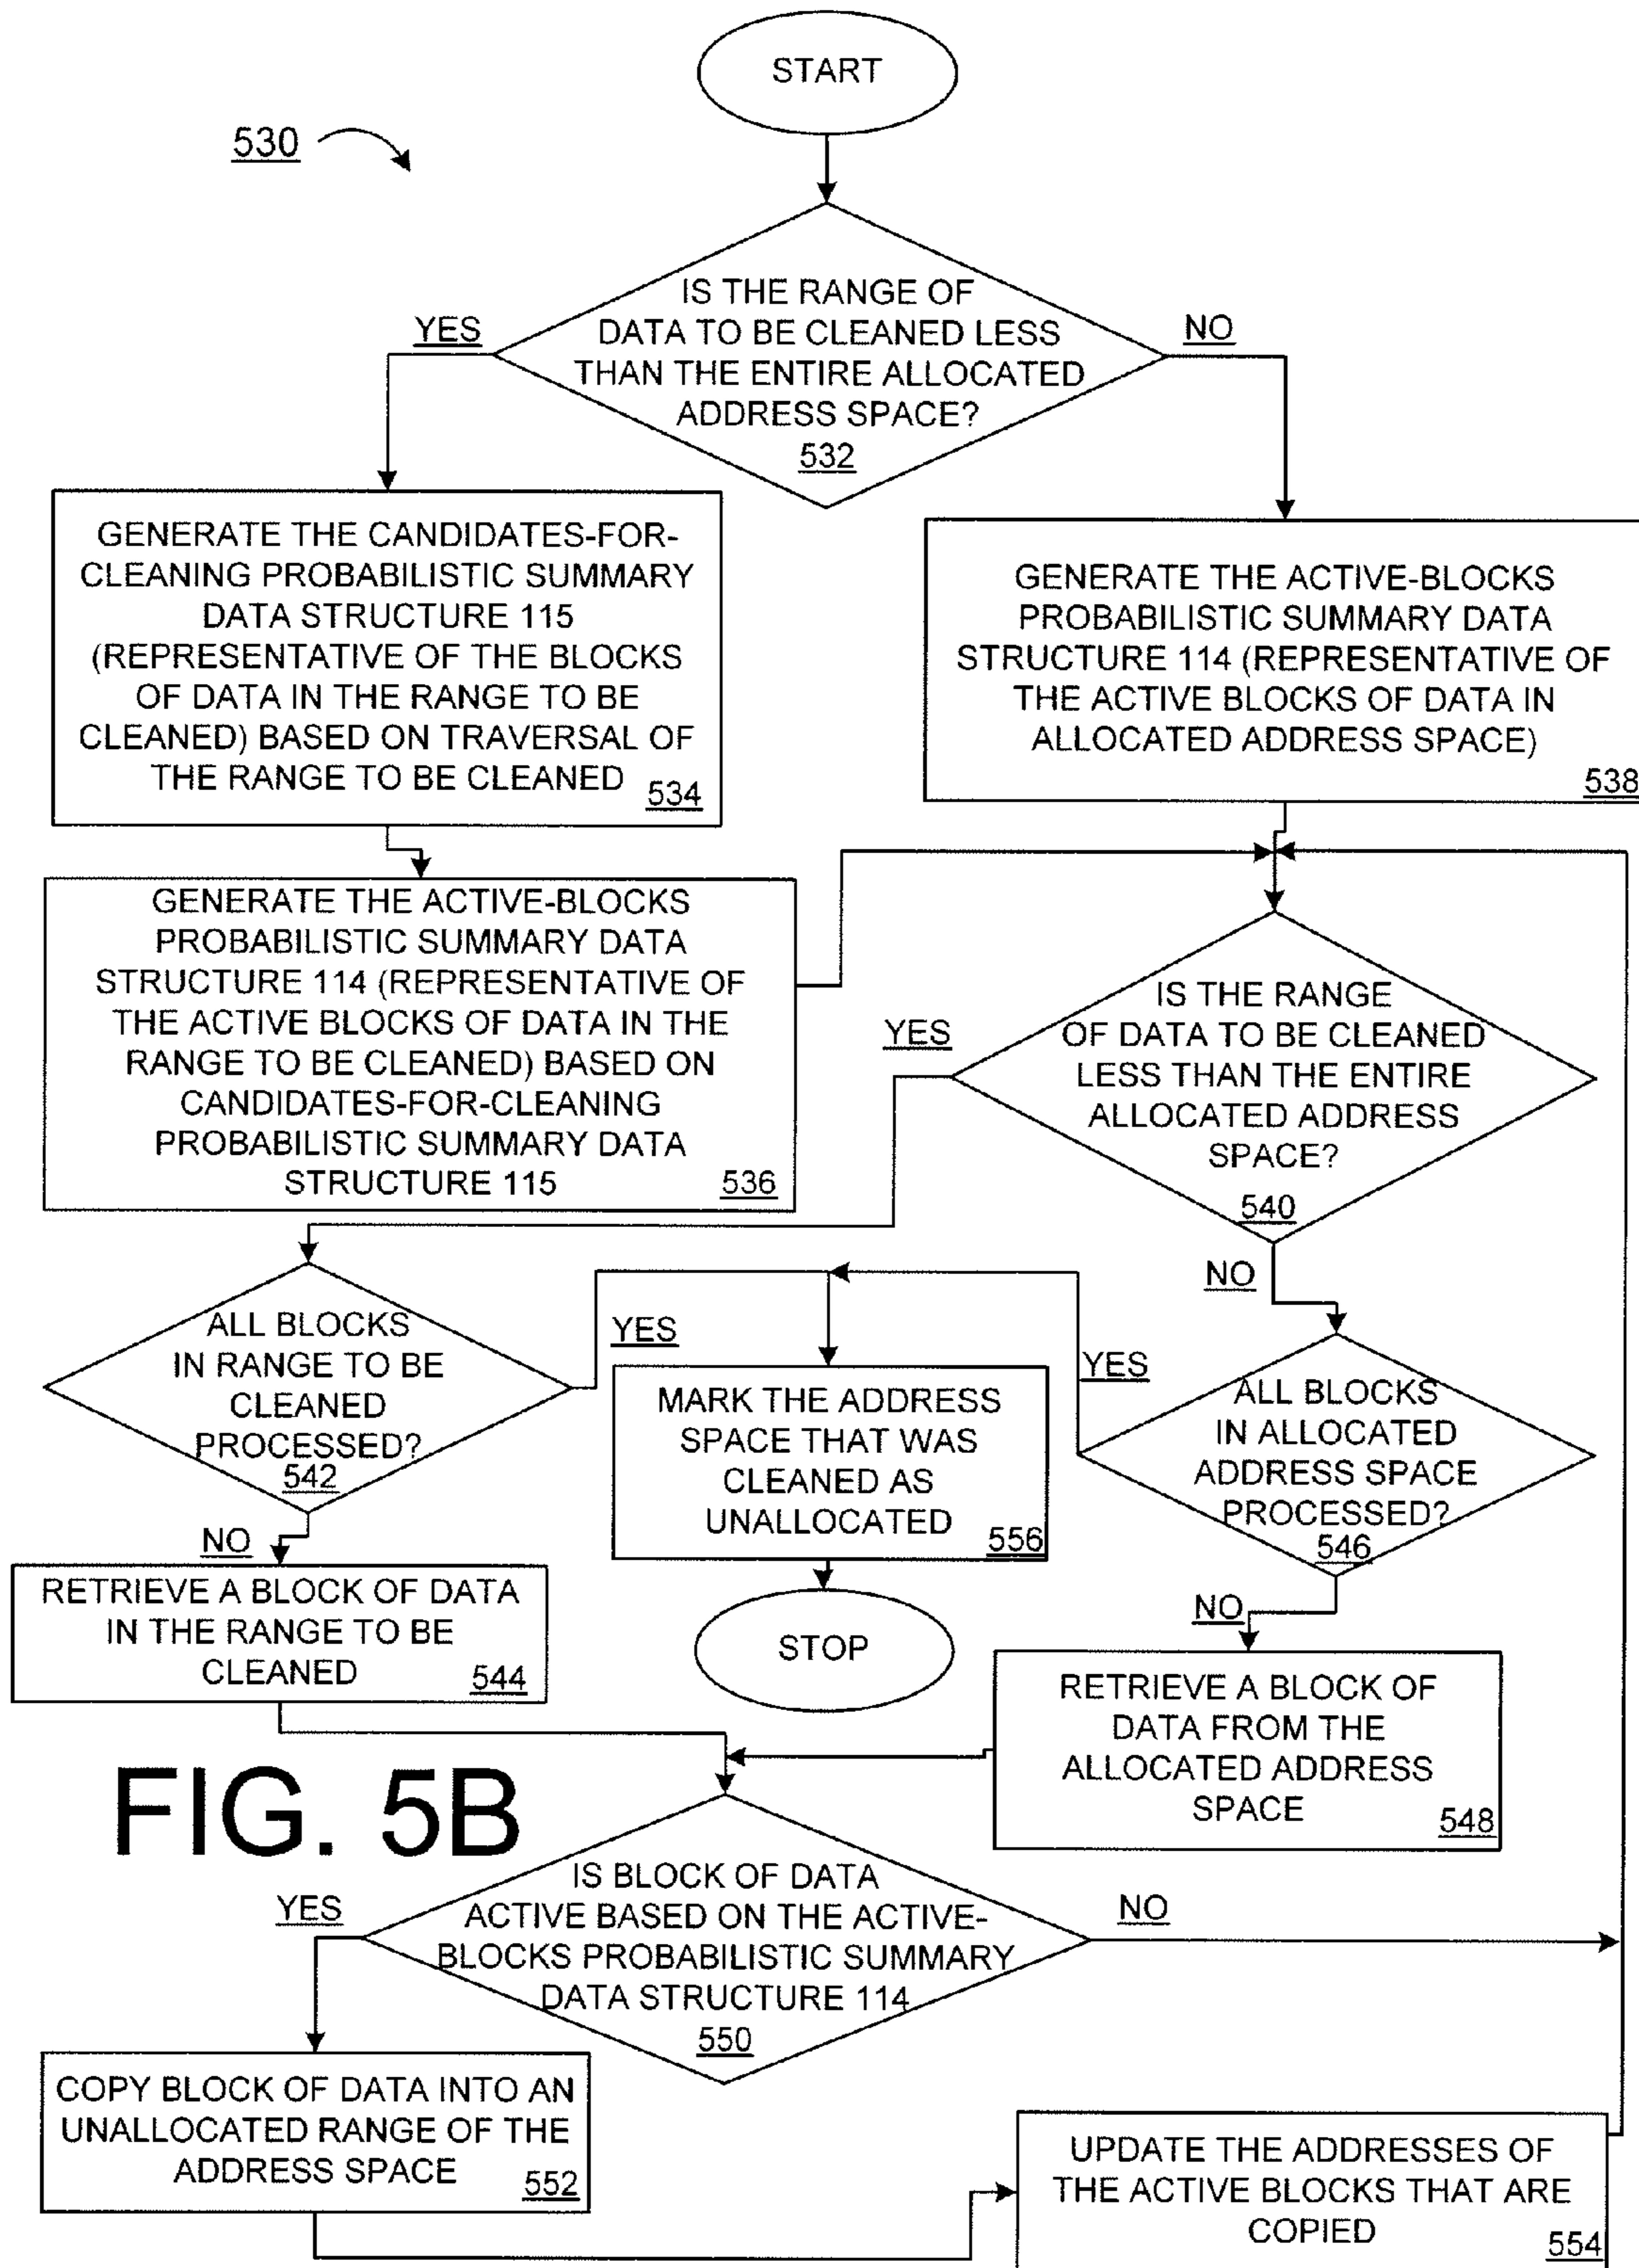 START
530
IS THE RANGE OF
DATA TO BE CLEANED LESS
THAN THE ENTIRE ALLOCATED
ADDRESS SPACE?
532
YES
NO
GENERATE THE CANDIDATES-FOR-
CLEANING PROBABILISTIC SUMMARY
DATA STRUCTURE 115
(REPRESENTATIVE OF THE BLOCKS
OF DATA IN THE RANGE TO BE
CLEANED) BASED ON TRAVERSAL OF
THE RANGE TO BE CLEANED
534
GENERATE THE ACTIVE-BLOCKS
PROBABILISTIC SUMMARY DATA
STRUCTURE 114 (REPRESENTATIVE OF
THE ACTIVE BLOCKS OF DATA IN
ALLOCATED ADDRESS SPACE)
538
GENERATE THE ACTIVE-BLOCKS
PROBABILISTIC SUMMARY DATA
STRUCTURE 114 (REPRESENTATIVE OF
THE ACTIVE BLOCKS OF DATA IN THE
RANGE TO BE CLEANED) BASED ON
CANDIDATES-FOR-CLEANING
PROBABILISTIC SUMMARY DATA
STRUCTURE 115
536
YES
IS THE RANGE
OF DATA TO BE CLEANED
LESS THAN THE ENTIRE
ALLOCATED ADDRESS
SPACE?
540
NO
ALL BLOCKS
IN RANGE TO BE
CLEANED
PROCESSED?
542
YES
NO
MARK THE ADDRESS
SPACE THAT WAS
CLEANED AS
UNALLOCATED
556
YES
ALL BLOCKS
IN ALLOCATED
ADDRESS SPACE
PROCESSED?
546
NO
RETRIEVE A BLOCK OF DATA
IN THE RANGE TO BE
CLEANED
544
STOP
RETRIEVE A BLOCK OF
DATA FROM THE
ALLOCATED ADDRESS
SPACE
548
FIG. 5B
IS BLOCK OF DATA
ACTIVE BASED ON THE ACTIVE-
BLOCKS PROBABILISTIC SUMMARY
DATA STRUCTURE 114
550
YES
NO
COPY BLOCK OF DATA INTO AN
UNALLOCATED RANGE OF THE
ADDRESS SPACE
552
UPDATE THE ADDRESSES OF
THE ACTIVE BLOCKS THAT ARE
COPIED
554